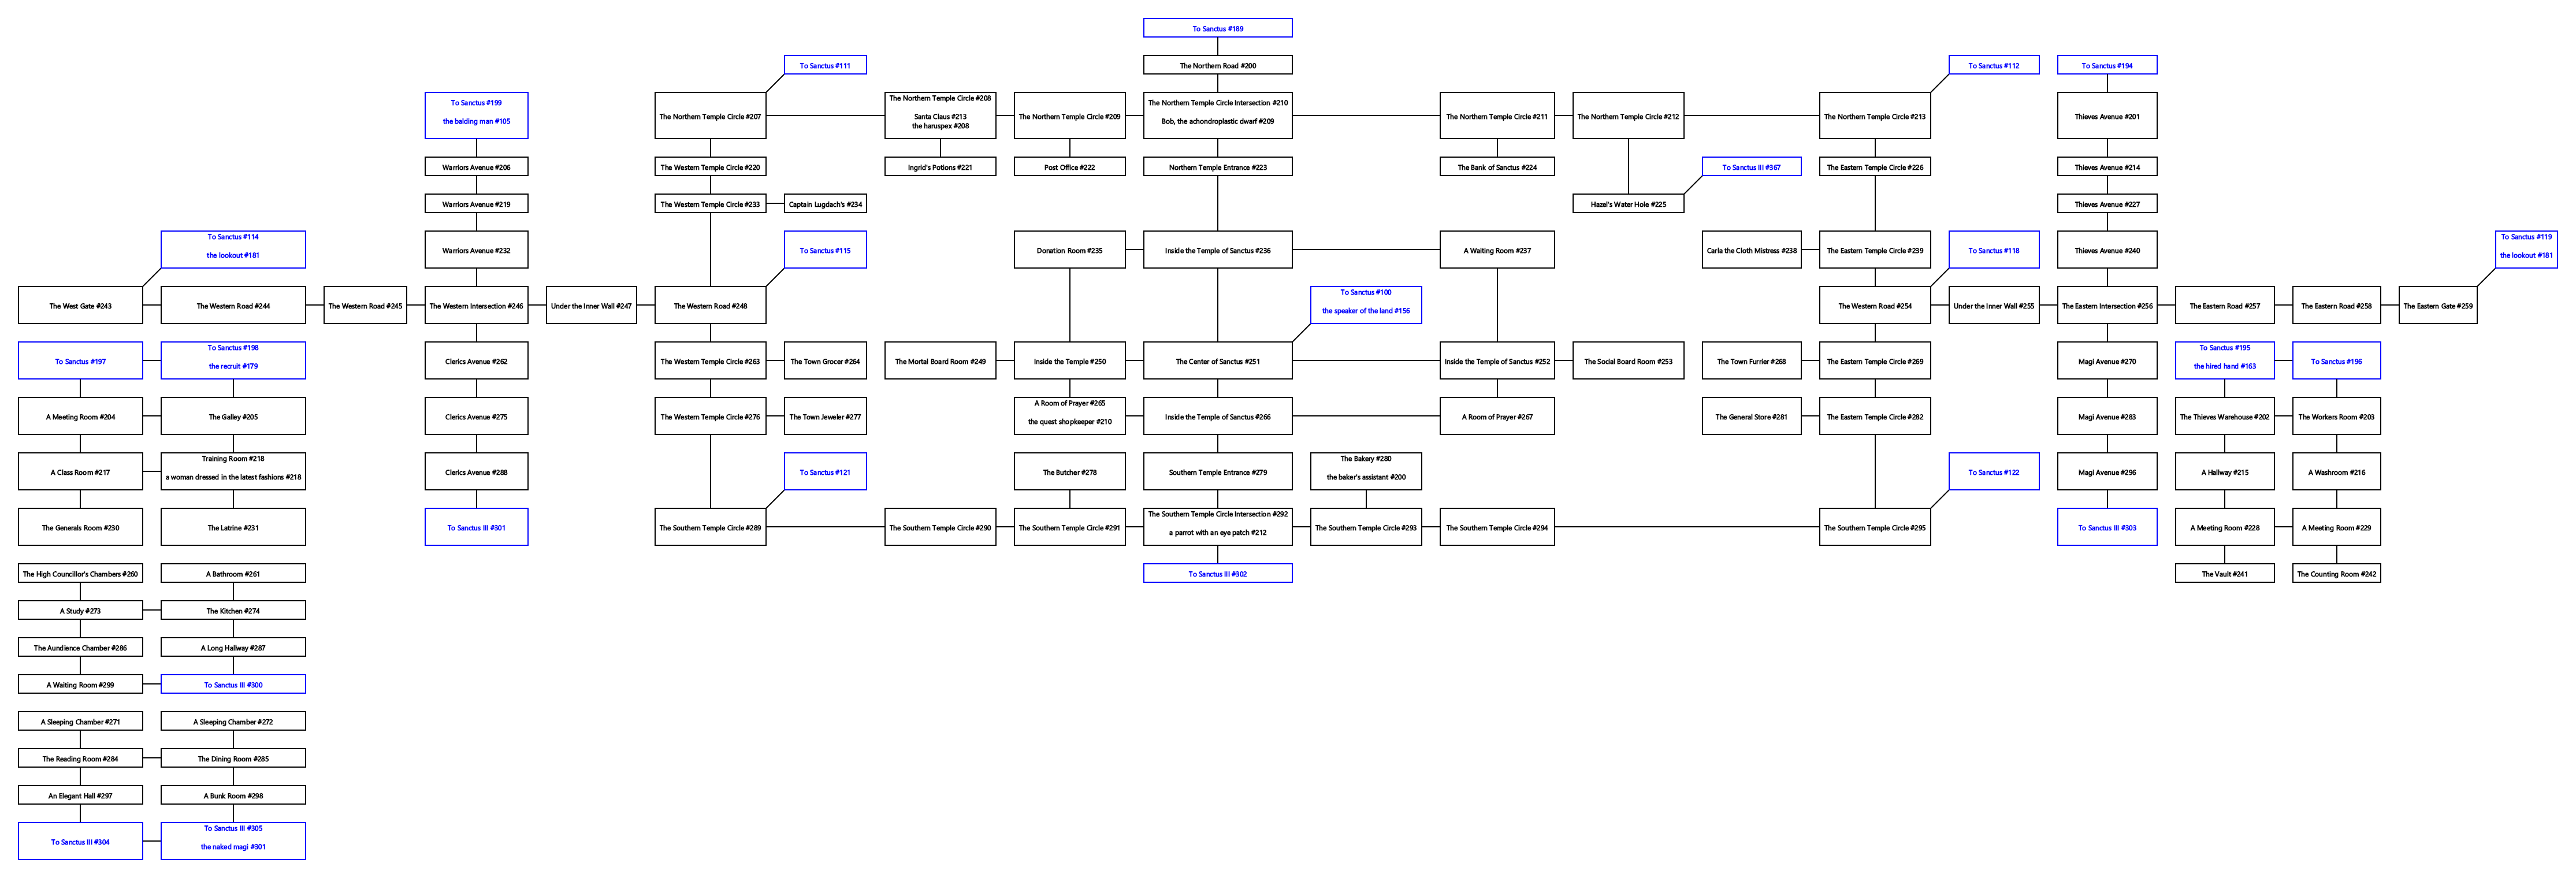 To Sanctus #189
To Sanctus #111
The Northern Road #200
To Sanctus #112
To Sanctus #194
To Sanctus #199
the balding man #105
The Northern Temple Circle #207
The Northern Temple Circle #208
Santa Claus #213
the haruspex #208
The Northern Temple Circle #209
The Northern Temple Circle Intersection #210
Bob, the achondroplastic dwarf #209
The Northern Temple Circle #211
The Northern Temple Circle #212
The Northern Temple Circle #213
Thieves Avenue #201
Warriors Avenue #206
The Western Temple Circle #220
Ingrid's Potions #221
Post Office #222
Northern Temple Entrance #223
The Bank of Sanctus #224
To Sanctus III #367
The Eastern Temple Circle #226
Thieves Avenue #214
Warriors Avenue #219
The Western Temple Circle #233
Captain Lugdach's #234
Hazel's Water Hole #225
Thieves Avenue #227
To Sanctus #114
the lookout #181
Warriors Avenue #232
To Sanctus #115
Donation Room #235
Inside the Temple of Sanctus #236
A Waiting Room #237
Carla the Cloth Mistress #238
The Eastern Temple Circle #239
To Sanctus #118
Thieves Avenue #240
To Sanctus #119
the lookout #181
The West Gate #243
The Western Road #244
The Western Road #245
The Western Intersection #246
Under the Inner Wall #247
The Western Road #248
To Sanctus #100
the speaker of the land #156
The Western Road #254
Under the Inner Wall #255
The Eastern Intersection #256
The Eastern Road #257
The Eastern Road #258
The Eastern Gate #259
To Sanctus #197
To Sanctus #198
the recruit #179
Clerics Avenue #262
The Western Temple Circle #263
The Town Grocer #264
The Mortal Board Room #249
Inside the Temple #250
The Center of Sanctus #251
Inside the Temple of Sanctus #252
The Social Board Room #253
The Town Furrier #268
The Eastern Temple Circle #269
Magi Avenue #270
To Sanctus #195
the hired hand #163
To Sanctus #196
A Meeting Room #204
The Galley #205
Clerics Avenue #275
The Western Temple Circle #276
The Town Jeweler #277
A Room of Prayer #265
the quest shopkeeper #210
Inside the Temple of Sanctus #266
A Room of Prayer #267
The General Store #281
The Eastern Temple Circle #282
Magi Avenue #283
The Thieves Warehouse #202
The Workers Room #203
A Class Room #217
Training Room #218
a woman dressed in the latest fashions #218
Clerics Avenue #288
To Sanctus #121
The Butcher #278
Southern Temple Entrance #279
The Bakery #280
the baker's assistant #200
To Sanctus #122
Magi Avenue #296
A Hallway #215
A Washroom #216
The Generals Room #230
The Latrine #231
To Sanctus III #301
The Southern Temple Circle #289
The Southern Temple Circle #290
The Southern Temple Circle #291
The Southern Temple Circle Intersection #292
a parrot with an eye patch #212
The Southern Temple Circle #293
The Southern Temple Circle #294
The Southern Temple Circle #295
To Sanctus III #303
A Meeting Room #228
A Meeting Room #229
The High Councillor's Chambers #260
A Bathroom #261
To Sanctus III #302
The Vault #241
The Counting Room #242
A Study #273
The Kitchen #274
The Aundience Chamber #286
A Long Hallway #287
A Waiting Room #299
To Sanctus III #300
A Sleeping Chamber #271
A Sleeping Chamber #272
The Reading Room #284
The Dining Room #285
An Elegant Hall #297
A Bunk Room #298
To Sanctus III #304
To Sanctus III #305
the naked magi #301